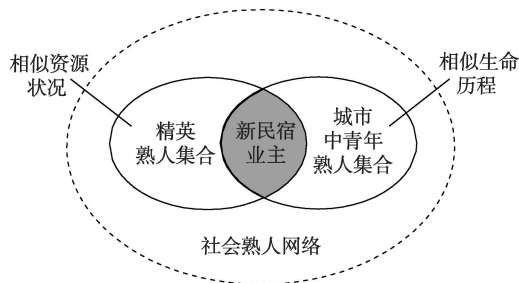 相似资源
状况
相似生命
历程
精英
熟人集合
新民宿
业主
城市
中青年
熟人集合
社会熟人网络